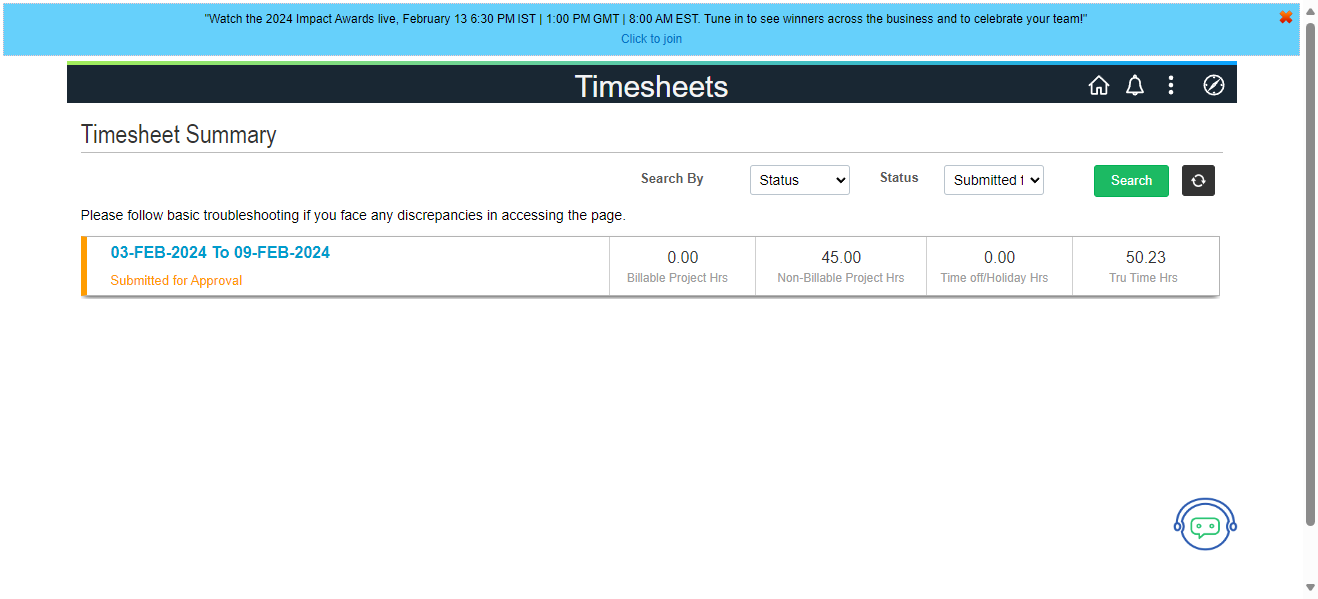 "Watch the 2024 Impact Awards live, February 13 6:30 PM IST | 1:00 PM GMT | 8:00 AM EST. Tune in to see winners across the business and to celebrate your team!"
Click to join
Timesheets
Timesheet Summary
Search By
Status
Status
Submitted f
Search
Please follow basic troubleshooting if you face any discrepancies in accessing the page.
03-FEB-2024 To 09-FEB-2024
Submitted for Approval
0.00
Billable Project Hrs
45.00
Non-Billable Project Hrs
0.00
Time off/Holiday Hrs
50.23
Tru Time Hrs